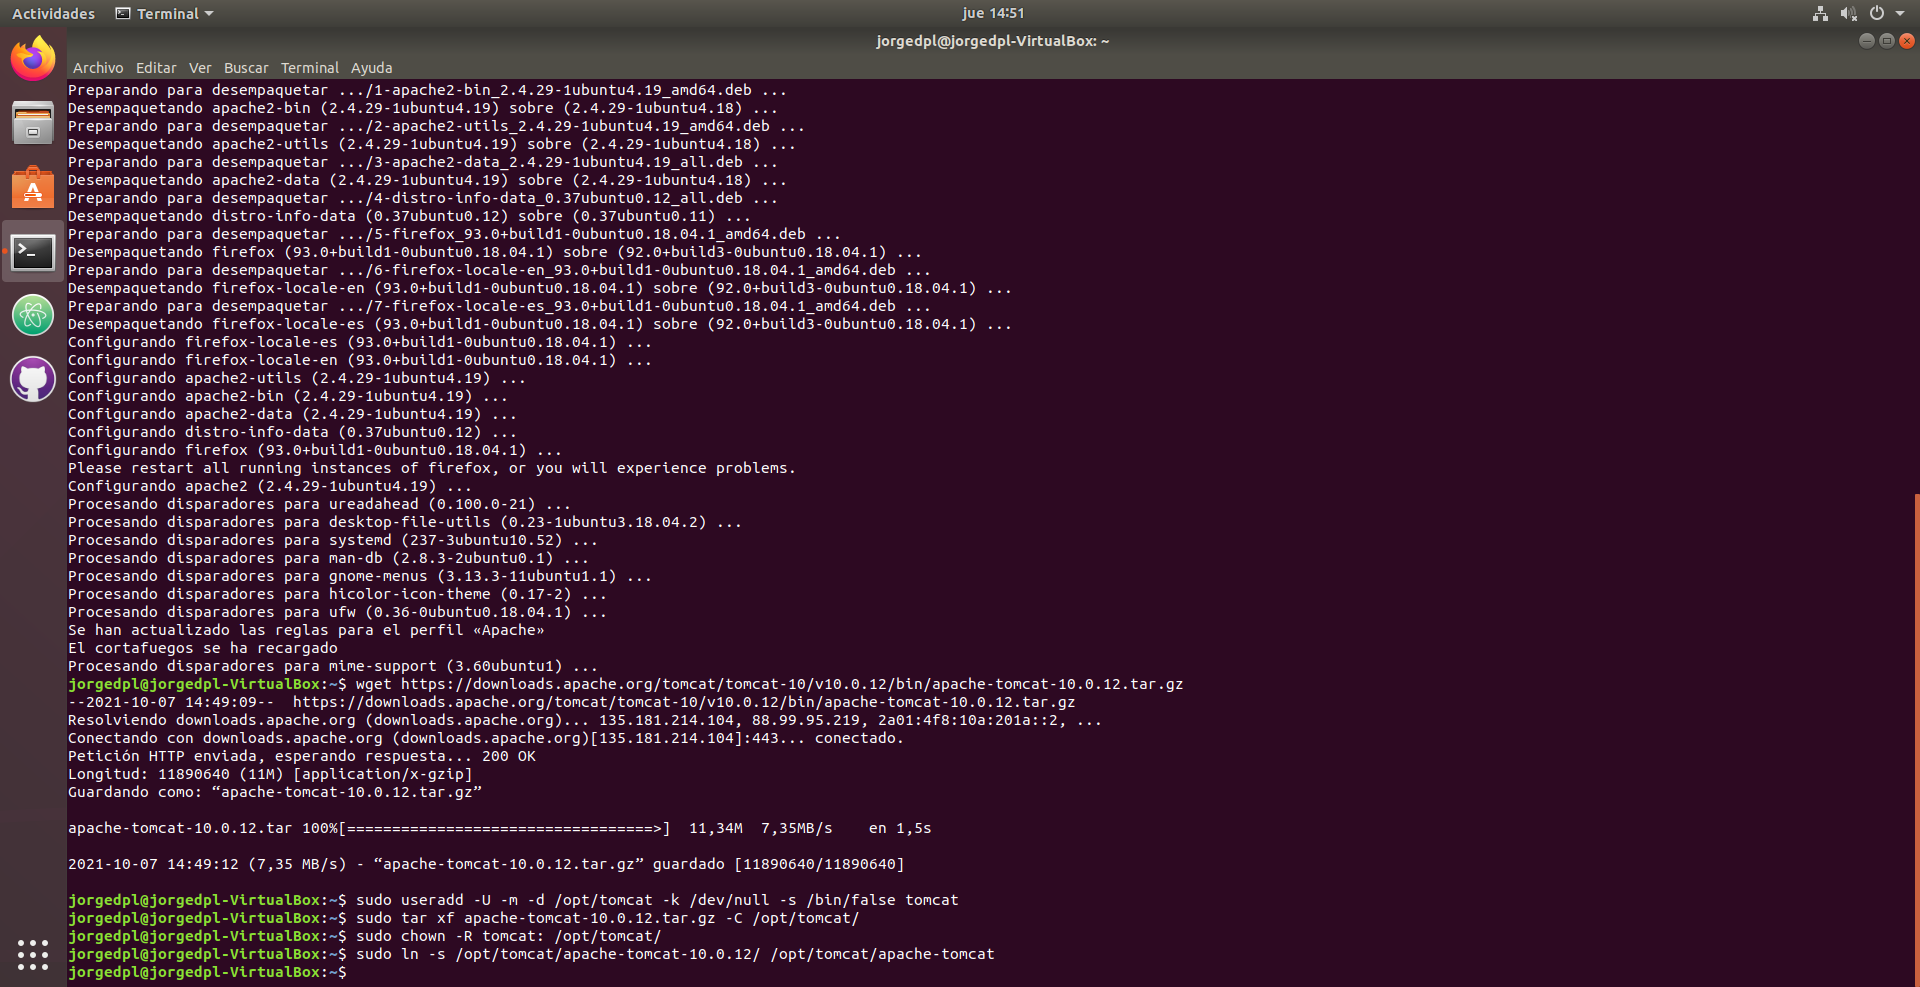 Actividades
Terminal
jue 14:51
jorgedpl@jorgedpl-VirtualBox: ~
Archivo Editar Ver Buscar Terminal Ayuda
Preparando para desempaquetar .../1-apache2-bin_2.4.29-1ubuntu4.19_amd64.deb ...
Desempaquetando apache2-bin (2.4.29-1ubuntu4.19) sobre (2.4.29-1ubuntu4.18) ...
Preparando para desempaquetar .../2-apache2-utils_2.4.29-1ubuntu4.19_amd64.deb ...
Desempaquetando apache2-utils (2.4.29-1ubuntu4.19) sobre (2.4.29-1ubuntu4.18) ...
Preparando para desempaquetar .../3-apache2-data_2.4.29-1ubuntu4.19_all.deb ...
Desempaquetando apache2-data (2.4.29-1ubuntu4.19) sobre (2.4.29-1ubuntu4.18) ...
Preparando para desempaquetar .../4-distro-info-data_0.37ubuntu0.12_all.deb ...
Desempaquetando distro-info-data (0.37ubuntu0.12) sobre (0.37ubuntu0.11) ...
Preparando para desempaquetar .../5-firefox_93.0+build1-0ubuntu0.18.04.1_amd64.deb ...
Desempaquetando firefox (93.0+build1-0ubuntu0.18.04.1) sobre (92.0+build3-0ubuntu0.18.04.1) ...
Preparando para desempaquetar .../6-firefox-locale-en_93.0+build1-0ubuntu0.18.04.1_amd64.deb ...
Desempaquetando firefox-locale-en (93.0+build1-0ubuntu0.18.04.1) sobre (92.0+build3-0ubuntu0.18.04.1) ...
Preparando para desempaquetar .../7-firefox-locale-es_93.0+build1-0ubuntu0.18.04.1_amd64.deb ...
Desempaquetando firefox-locale-es (93.0+build1-0ubuntu0.18.04.1) sobre (92.0+build3-0ubuntu0.18.04.1) ...
Configurando firefox-locale-es (93.0+build1-0ubuntu0.18.04.1) ...
Configurando firefox-locale-en (93.0+build1-0ubuntu0.18.04.1) ...
Configurando apache2-utils (2.4.29-1ubuntu4.19) ...
Configurando apache2-bin (2.4.29-1ubuntu4.19) ...
Configurando apache2-data (2.4.29-1ubuntu4.19) ...
Configurando distro-info-data (0.37ubuntu0.12) ...
Configurando firefox (93.0+build1-0ubuntu0.18.04.1) ...
Please restart all running instances of firefox, or you will experience problems.
Configurando apache2 (2.4.29-1ubuntu4.19) ...
Procesando disparadores para ureadahead (0.100.0-21) ...
Procesando disparadores para desktop-file-utils (0.23-1ubuntu3.18.04.2) ...
Procesando disparadores para systemd (237-3ubuntu10.52) ...
Procesando disparadores para man-db (2.8.3-2ubuntu0.1) ...
Procesando disparadores para gnome-menus (3.13.3-11ubuntu1.1) ...
Procesando disparadores para hicolor-icon-theme (0.17-2) ...
Procesando disparadores para ufw (0.36-0ubuntu0.18.04.1) ...
Se han actualizado las reglas para el perfil «Apache»
El cortafuegos se ha recargado
Procesando disparadores para mime-support (3.60ubuntu1) ...
jorgedpl@jorgedpl-VirtualBox:~$ wget https://downloads.apache.org/tomcat/tomcat-10/v10.0.12/bin/apache-tomcat-10.0.12.tar.gz
--2021-10-07 14:49:09--  https://downloads.apache.org/tomcat/tomcat-10/v10.0.12/bin/apache-tomcat-10.0.12.tar.gz
Resolviendo downloads.apache.org (downloads.apache.org)... 135.181.214.104, 88.99.95.219, 2a01:4f8:10a:201a::2, ...
Conectando con downloads.apache.org (downloads.apache.org)[135.181.214.104]:443... conectado.
Petición HTTP enviada, esperando respuesta... 200 OK
Longitud: 11890640 (11M) [application/x-gzip]
Guardando como: “apache-tomcat-10.0.12.tar.gz”
apache-tomcat-10.0.12.tar 100%[==================================>]  11,34M  7,35MB/s    en 1,5s
2021-10-07 14:49:12 (7,35 MB/s) - “apache-tomcat-10.0.12.tar.gz” guardado [11890640/11890640]
jorgedpl@jorgedpl-VirtualBox:~$ sudo useradd -U -m -d /opt/tomcat -k /dev/null -s /bin/false tomcat
jorgedpl@jorgedpl-VirtualBox:~$ sudo tar xf apache-tomcat-10.0.12.tar.gz -C /opt/tomcat/
jorgedpl@jorgedpl-VirtualBox:~$ sudo chown -R tomcat: /opt/tomcat/
jorgedpl@jorgedpl-VirtualBox:~$ sudo ln -s /opt/tomcat/apache-tomcat-10.0.12/ /opt/tomcat/apache-tomcat
jorgedpl@jorgedpl-VirtualBox:~$